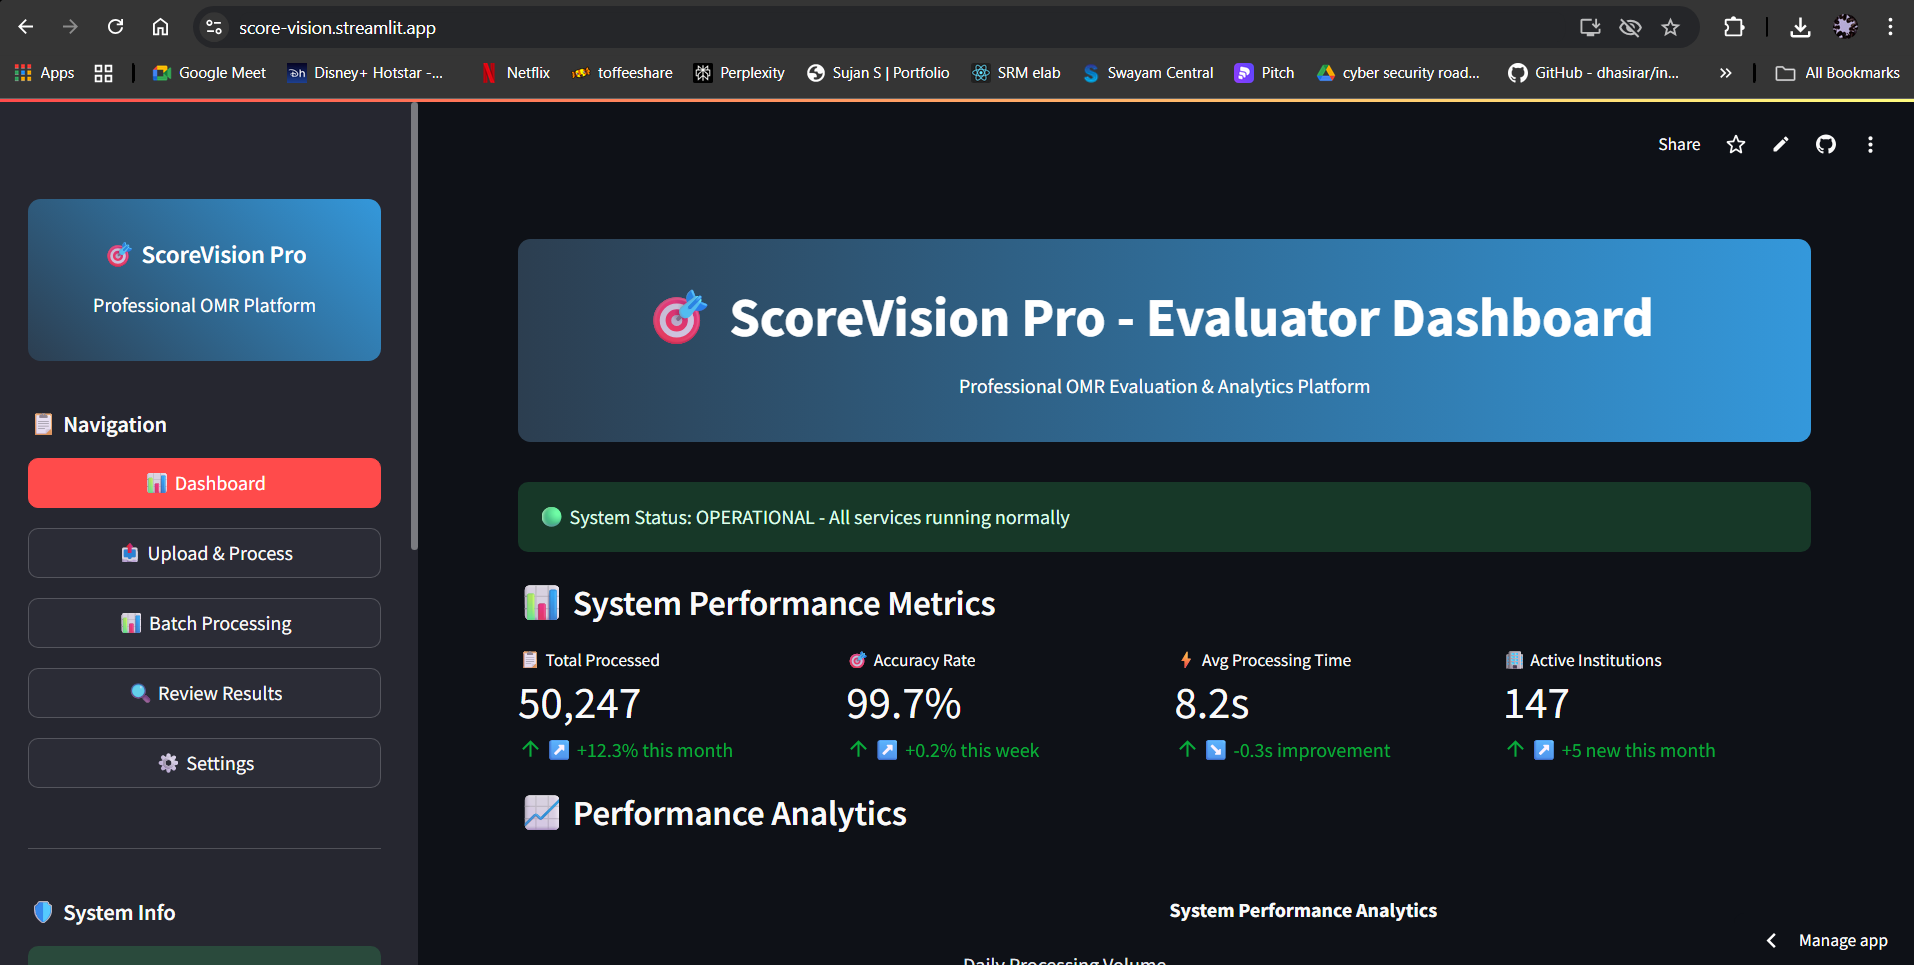 score-vision.streamlit.app
Apps
Google Meet
Disney+ Hotstar -...
Netflix
toffeeshare
Perplexity
Sujan S | Portfolio
SRM elab
Swayam Central
Pitch
cyber security road...
GitHub - dhasirar/in...
All Bookmarks
Share
ScoreVision Pro
Professional OMR Platform
Navigation
Dashboard
Upload & Process
Batch Processing
Review Results
Settings
System Info
ScoreVision Pro - Evaluator Dashboard
Professional OMR Evaluation & Analytics Platform
System Status: OPERATIONAL - All services running normally
System Performance Metrics
Total Processed
50,247
+12.3% this month
Accuracy Rate
99.7%
+0.2% this week
Avg Processing Time
8.2s
-0.3s improvement
Active Institutions
147
+5 new this month
Performance Analytics
System Performance Analytics
Daily Processing Volume
Manage app